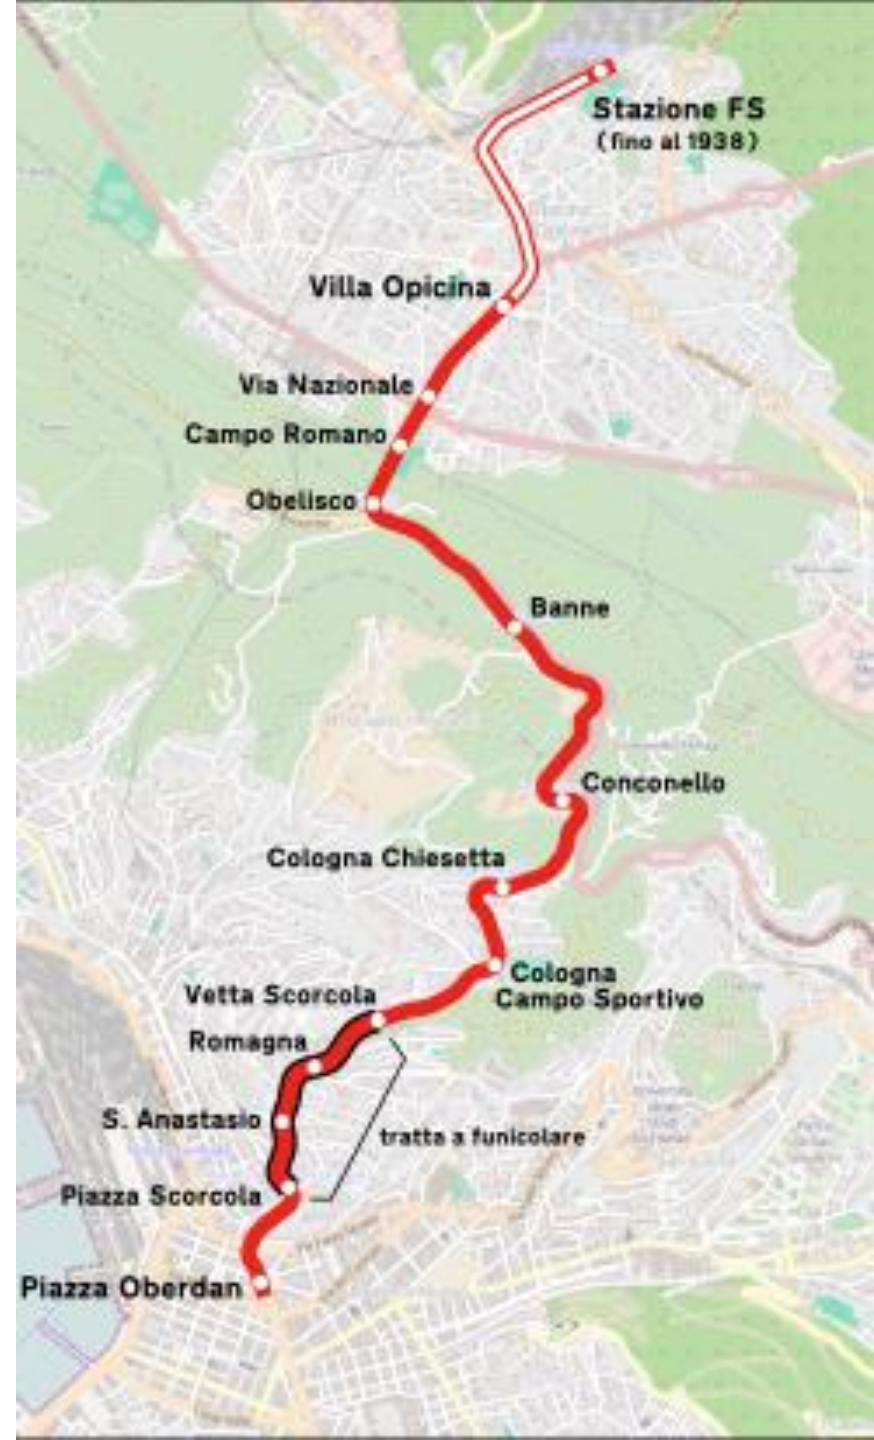 Stazione FS
(fino al 1938)
Villa Opicina
Via Nazionale
Campo Romano
Obelisco
Banne
Conconello
Cologna Chiesetta
Cologna
Campo Sportivo
Vetta Scorcola
Romagna
S. Anastasio
tratta a funicolare
Piazza Scorcola
Piazza Oberdan